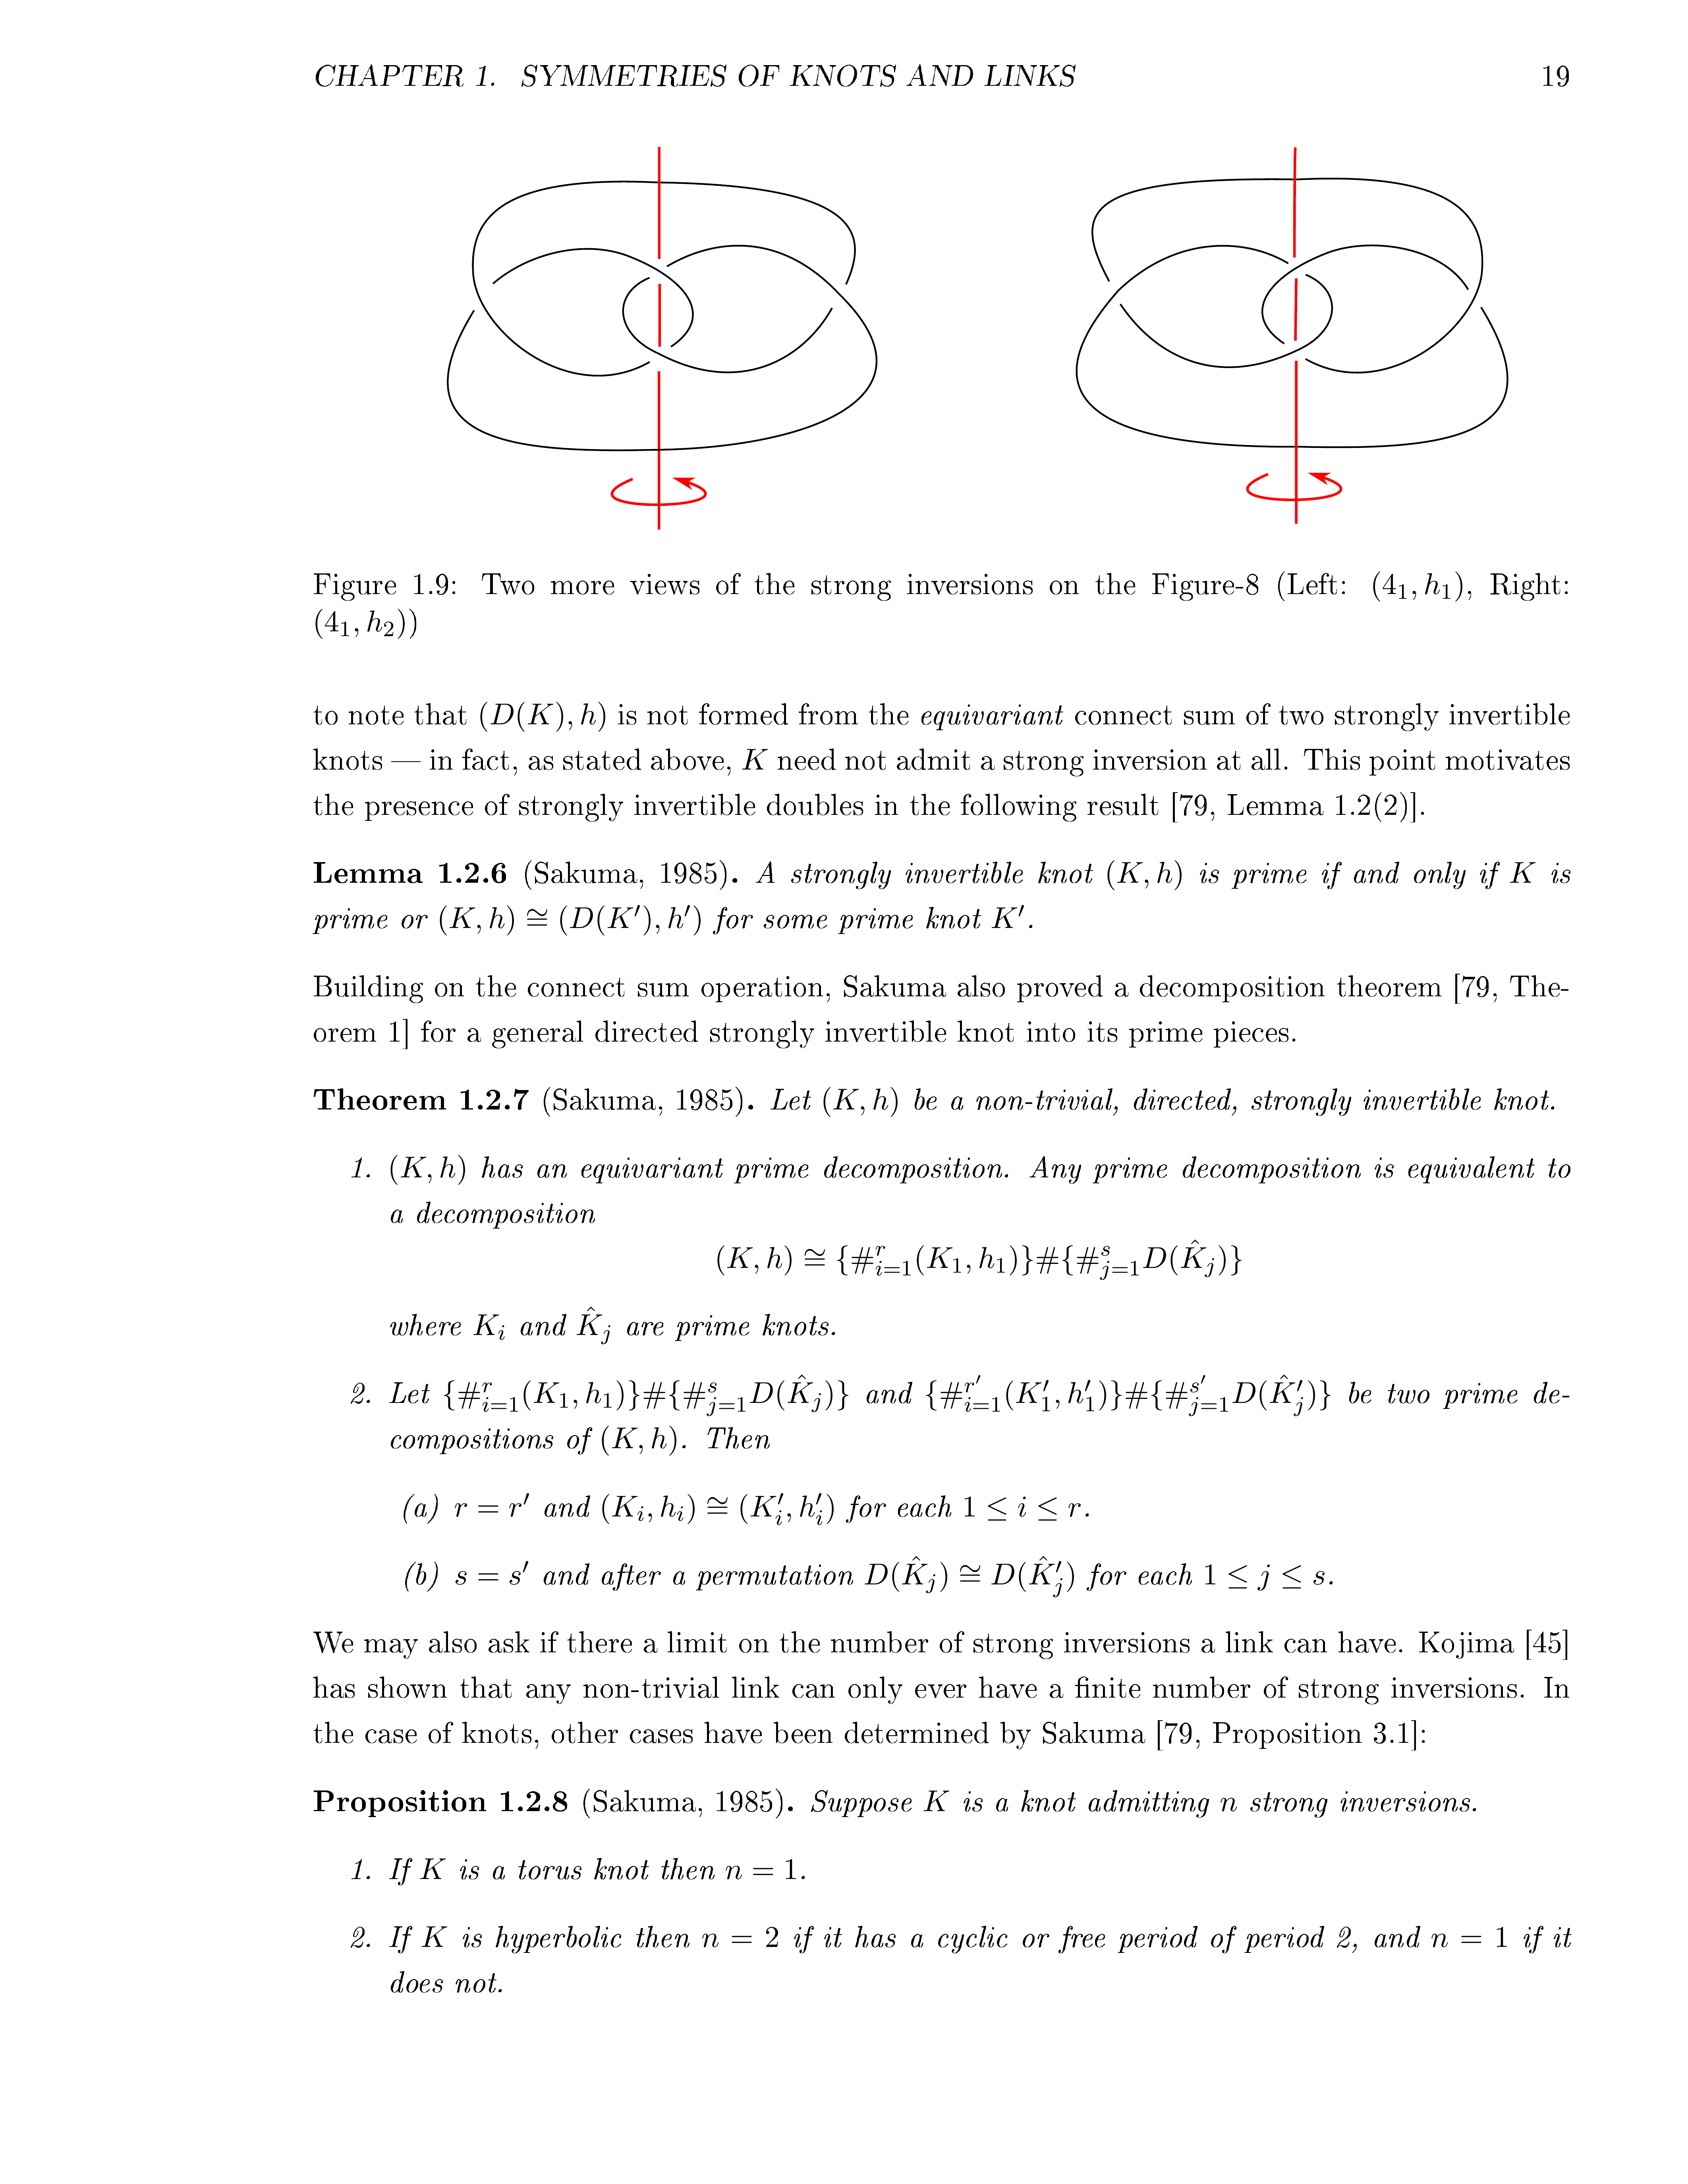 CHAPTER 1. SYMMETRIES OF KNOTS AND LINKS 19
Figure 1.9: Two more views of the strong inversions on the Figure-8 (Left: (4₁, h₁), Right:
(4₁, h₂))
to note that (D(K), h) is not formed from the equivariant connect sum of two strongly invertible
knots — in fact, as stated above, K need not admit a strong inversion at all. This point motivates
the presence of strongly invertible doubles in the following result [79, Lemma 1.2(2)].
Lemma 1.2.6 (Sakuma, 1985). A strongly invertible knot (K, h) is prime if and only if K is
prime or (K, h) ≅ (D(K′), h′) for some prime knot K′.
Building on the connect sum operation, Sakuma also proved a decomposition theorem [79, The-
orem 1] for a general directed strongly invertible knot into its prime pieces.
Theorem 1.2.7 (Sakuma, 1985). Let (K, h) be a non-trivial, directed, strongly invertible knot.
1. (K, h) has an equivariant prime decomposition. Any prime decomposition is equivalent to
a decomposition
(K, h) ≅ {#ʳᵢ₌₁(K₁, h₁)}#{#ˢⱼ₌₁D(K̂ⱼ)}
where Kᵢ and K̂ⱼ are prime knots.
2. Let {#ʳᵢ₌₁(K₁, h₁)}#{#ˢⱼ₌₁D(K̂ⱼ)} and {#ʳ′ᵢ₌₁(K′₁, h′₁)}#{#ˢ′ⱼ₌₁D(K̂′ⱼ)} be two prime de-
compositions of (K, h). Then
(a) r = r′ and (Kᵢ, hᵢ) ≅ (K′ᵢ, h′ᵢ) for each 1 ≤ i ≤ r.
(b) s = s′ and after a permutation D(K̂ⱼ) ≅ D(K̂′ⱼ) for each 1 ≤ j ≤ s.
We may also ask if there a limit on the number of strong inversions a link can have. Kojima [45]
has shown that any non-trivial link can only ever have a finite number of strong inversions. In
the case of knots, other cases have been determined by Sakuma [79, Proposition 3.1]:
Proposition 1.2.8 (Sakuma, 1985). Suppose K is a knot admitting n strong inversions.
1. If K is a torus knot then n = 1.
2. If K is hyperbolic then n = 2 if it has a cyclic or free period of period 2, and n = 1 if it
does not.